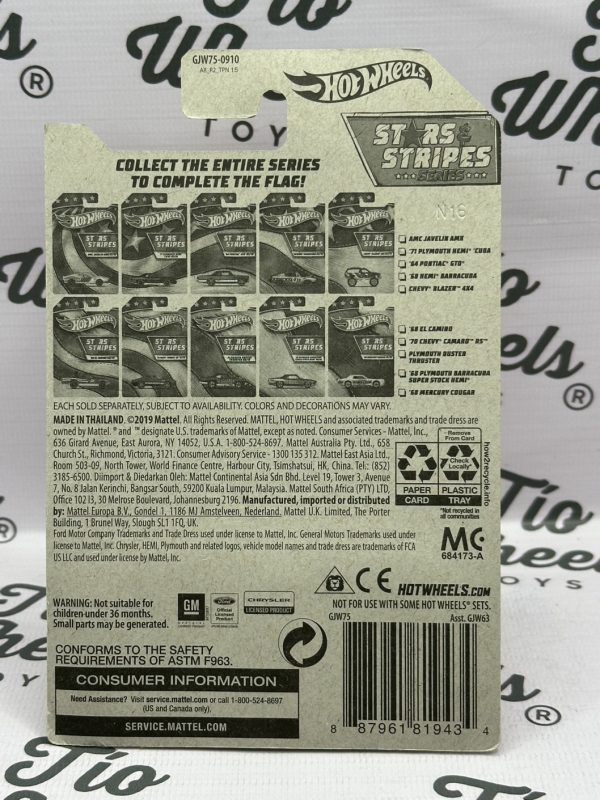 GJW75-0910
Hot Wheels
STARS &
STRIPES
SERIES
COLLECT THE ENTIRE SERIES
TO COMPLETE THE FLAG!
N16
AMC JAVELIN AMX
'71 PLYMOUTH HEMI® 'CUDA
'64 PONTIAC® GTO®
'68 HEMI® BARRACUDA
CHEVY® BLAZER 4X4
'68 EL CAMINO
'70 CHEVY® CAMARO® RS™
PLYMOUTH DUSTER
THRUSTER
'68 PLYMOUTH BARRACUDA
SUPER STOCK HEMI®
'68 MERCURY COUGAR
EACH SOLD SEPARATELY, SUBJECT TO AVAILABILITY. COLORS AND DECORATIONS MAY VARY.
MADE IN THAILAND. ©2019 Mattel. All Rights Reserved. MATTEL, HOT WHEELS and associated trademarks and trade dress are
owned by Mattel. ® and ™ designate U.S. trademarks of Mattel, except as noted. Consumer Services - Mattel, Inc.,
636 Girard Avenue, East Aurora, NY 14052, U.S.A. 1-800-524-8697. Mattel Australia Pty. Ltd., 658
Church St., Richmond, Victoria, 3121. Consumer Advisory Service - 1300 135 312. Mattel East Asia Ltd.,
Room 503-09, North Tower, World Finance Centre, Harbour City, Tsimshatsui, HK, China. Tel.: (852)
3185-6500. Diimport & Diedarkan Oleh: Mattel Continental Asia Sdn Bhd. Level 19, Tower 3, Avenue
7, No. 8 Jalan Kerinchi, Bangsar South, 59200 Kuala Lumpur, Malaysia. Mattel South Africa (PTY) LTD,
Office 102 I3, 30 Melrose Boulevard, Johannesburg 2196. Manufactured, imported or distributed
by: Mattel Europa B.V., Gondel 1, 1186 MJ Amstelveen, Nederland. Mattel U.K. Limited, The Porter
Building, 1 Brunel Way, Slough SL1 1FQ, UK.
Ford Motor Company Trademarks and Trade Dress used under license to Mattel, Inc. General Motors Trademarks used
under license to Mattel, Inc. Chrysler, HEMI, Plymouth and related logos, vehicle model names and trade dress are trademarks of FCA
US LLC and used under license by Mattel, Inc.
Remove
From Card
Check
Locally*
PAPER
CARD
PLASTIC
TRAY
*Not recycled in
all communities
how2recycle.info
MC
684173-A
CE
HOTWHEELS.COM
NOT FOR USE WITH SOME HOT WHEELS® SETS.
WARNING: Not suitable for
children under 36 months.
Small parts may be generated.
GM
Ford
Official
Licensed
Product
CHRYSLER
LICENSED PRODUCT
GJW75
Asst. GJW63
CONFORMS TO THE SAFETY
REQUIREMENTS OF ASTM F963.
CONSUMER INFORMATION
Need Assistance? Visit service.mattel.com or call 1-800-524-8697
(US and Canada only).
SERVICE.MATTEL.COM
8 87961 81943 4
Tío
Wheels®
TOYS